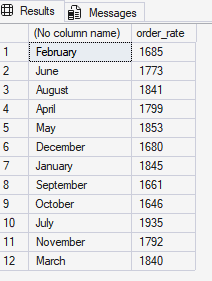 Results Messages
(No column name) order_rate
1 February 1685
2 June 1773
3 August 1841
4 April 1799
5 May 1853
6 December 1680
7 January 1845
8 September 1661
9 October 1646
10 July 1935
11 November 1792
12 March 1840